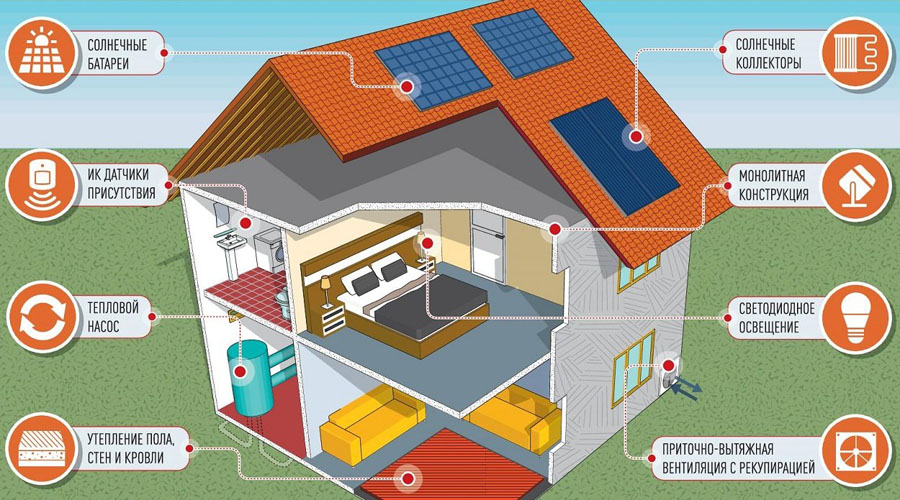 СОЛНЕЧНЫЕ
БАТАРЕИ
СОЛНЕЧНЫЕ
КОЛЛЕКТОРЫ
ИК ДАТЧИКИ
ПРИСУТСТВИЯ
МОНОЛИТНАЯ
КОНСТРУКЦИЯ
ТЕПЛОВОЙ
НАСОС
СВЕТОДИОДНОЕ
ОСВЕЩЕНИЕ
УТЕПЛЕНИЕ ПОЛА,
СТЕН И КРОВЛИ
ПРИТОЧНО-ВЫТЯЖНАЯ
ВЕНТИЛЯЦИЯ С РЕКУПИРАЦИЕЙ